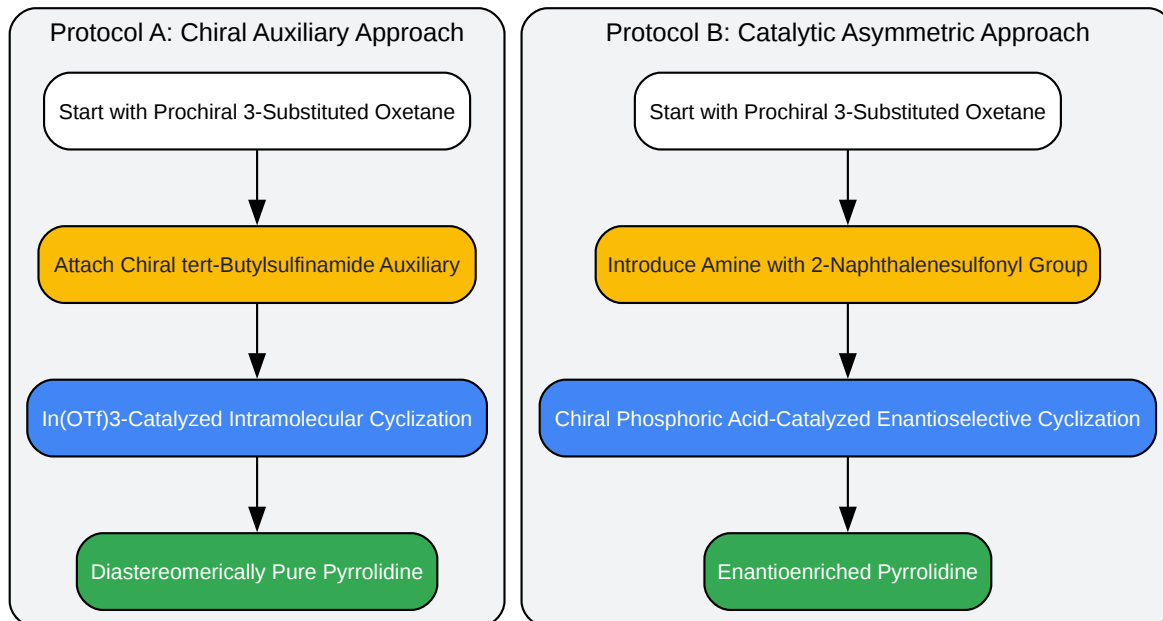 Protocol A: Chiral Auxiliary Approach
Start with Prochiral 3-Substituted Oxetane
Attach Chiral tert-Butylsulfinamide Auxiliary
In(OTf)3-Catalyzed Intramolecular Cyclization
Diastereomerically Pure Pyrrolidine
Protocol B: Catalytic Asymmetric Approach
Start with Prochiral 3-Substituted Oxetane
Introduce Amine with 2-Naphthalenesulfonyl Group
Chiral Phosphoric Acid-Catalyzed Enantioselective Cyclization
Enantioenriched Pyrrolidine